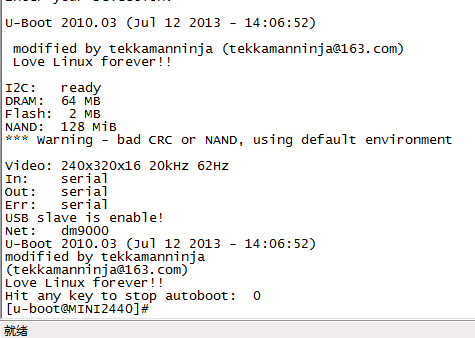 U-Boot 2010.03 (Jul 12 2013 - 14:06:52)
modified by tekkamanninja (tekkamanninja@163.com)
Love Linux forever!!
I2C:   ready
DRAM:  64 MB
Flash:  2 MB
NAND:  128 MiB
*** Warning - bad CRC or NAND, using default environment
Video: 240x320x16 20kHz 62Hz
In:    serial
Out:   serial
Err:   serial
USB slave is enable!
Net:   dm9000
U-Boot 2010.03 (Jul 12 2013 - 14:06:52)
modified by tekkamanninja
(tekkamanninja@163.com)
Love Linux forever!!
Hit any key to stop autoboot:  0
[u-boot@MINI2440]#
就绪